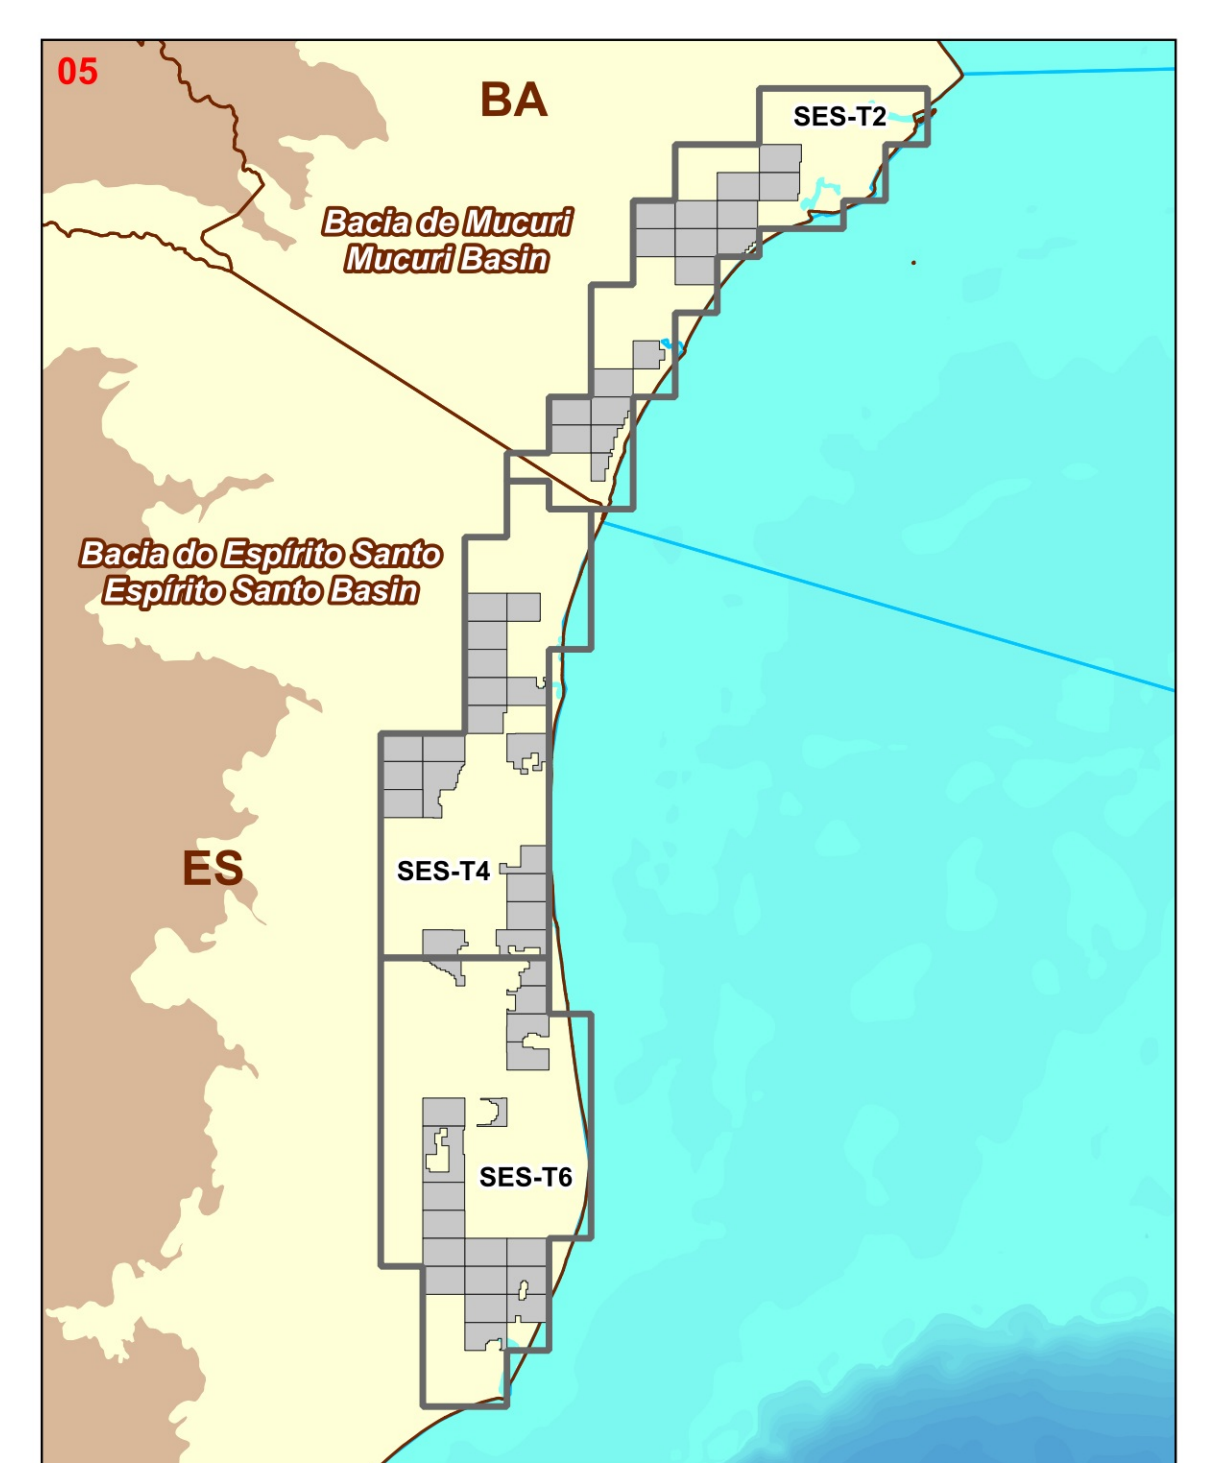 05
BA
SES-T2
Bacia de Mucuri
Mucuri Basin
Bacia do Espírito Santo
Espírito Santo Basin
ES
SES-T4
SES-T6